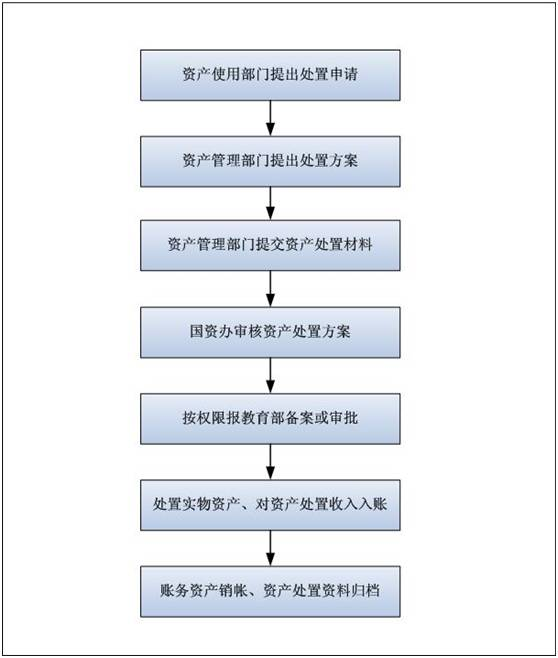 资产使用部门提出处置申请
资产管理部门提出处置方案
资产管理部门提交资产处置材料
国资办审核资产处置方案
按权限报教育部备案或审批
处置实物资产、对资产处置收入入账
账务资产销帐、资产处置资料归档